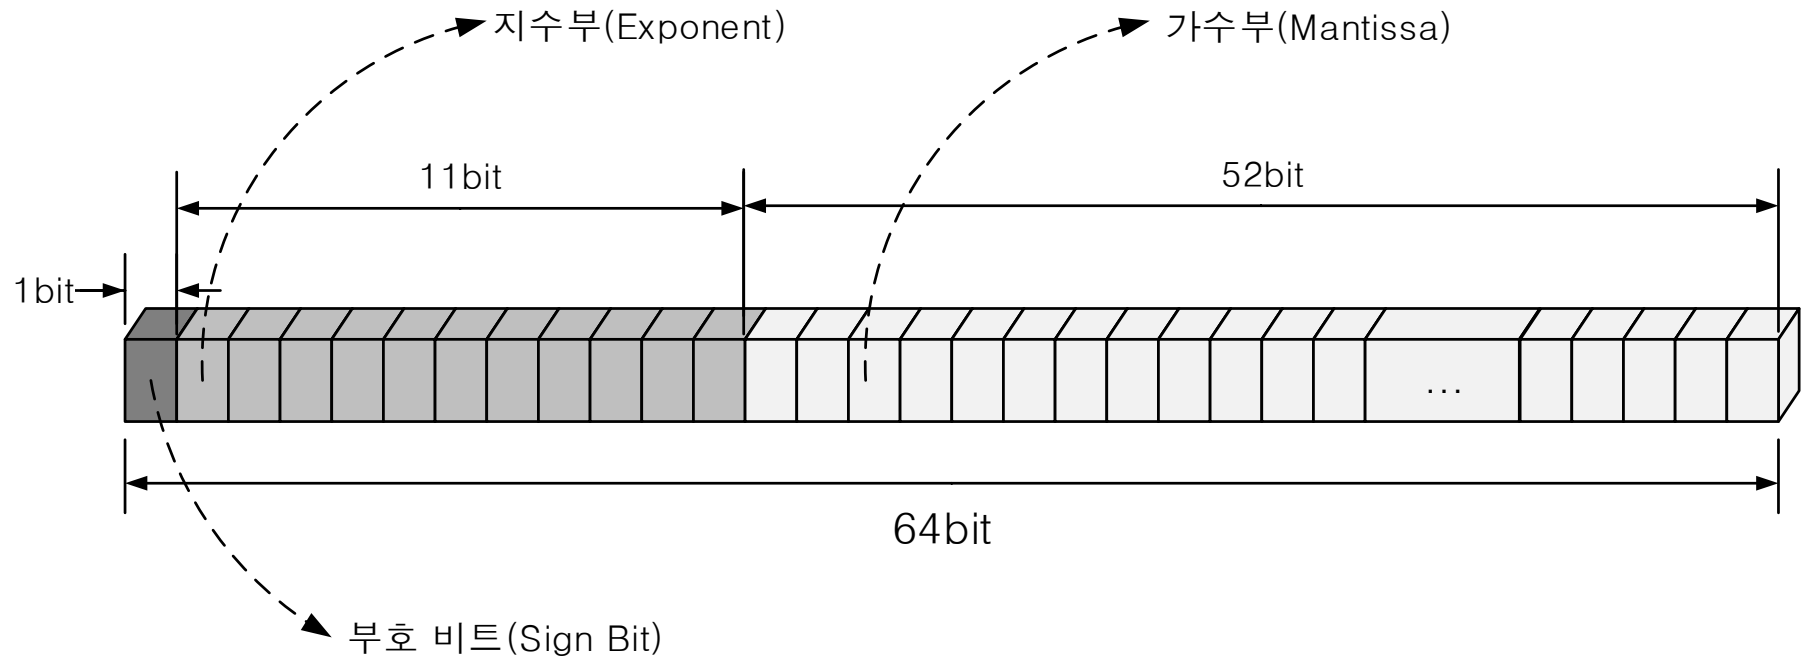 지수부(Exponent)
가수부(Mantissa)
11bit
52bit
1bit
...
64bit
부호 비트(Sign Bit)